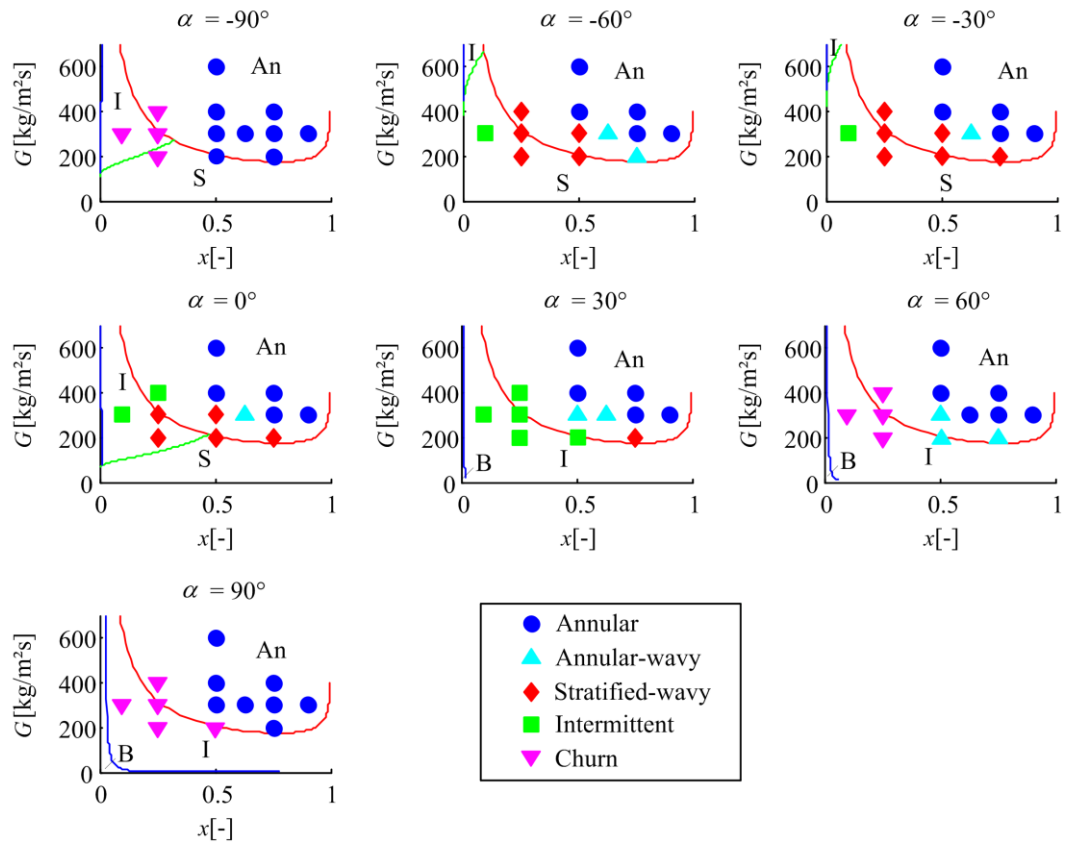 α = -90°
α = -60°
α = -30°
G[kg/m²s]
600
400
200
0
I
An
S
0
0.5
1
x[-]
G[kg/m²s]
600
400
200
0
I
An
S
0
0.5
1
x[-]
G[kg/m²s]
600
400
200
0
I
An
S
0
0.5
1
x[-]
α = 0°
α = 30°
α = 60°
G[kg/m²s]
600
400
200
0
I
An
S
0
0.5
1
x[-]
G[kg/m²s]
600
400
200
0
An
B
I
0
0.5
1
x[-]
G[kg/m²s]
600
400
200
0
An
B
I
0
0.5
1
x[-]
α = 90°
G[kg/m²s]
600
400
200
0
An
B
I
0
0.5
1
x[-]
Annular
Annular-wavy
Stratified-wavy
Intermittent
Churn